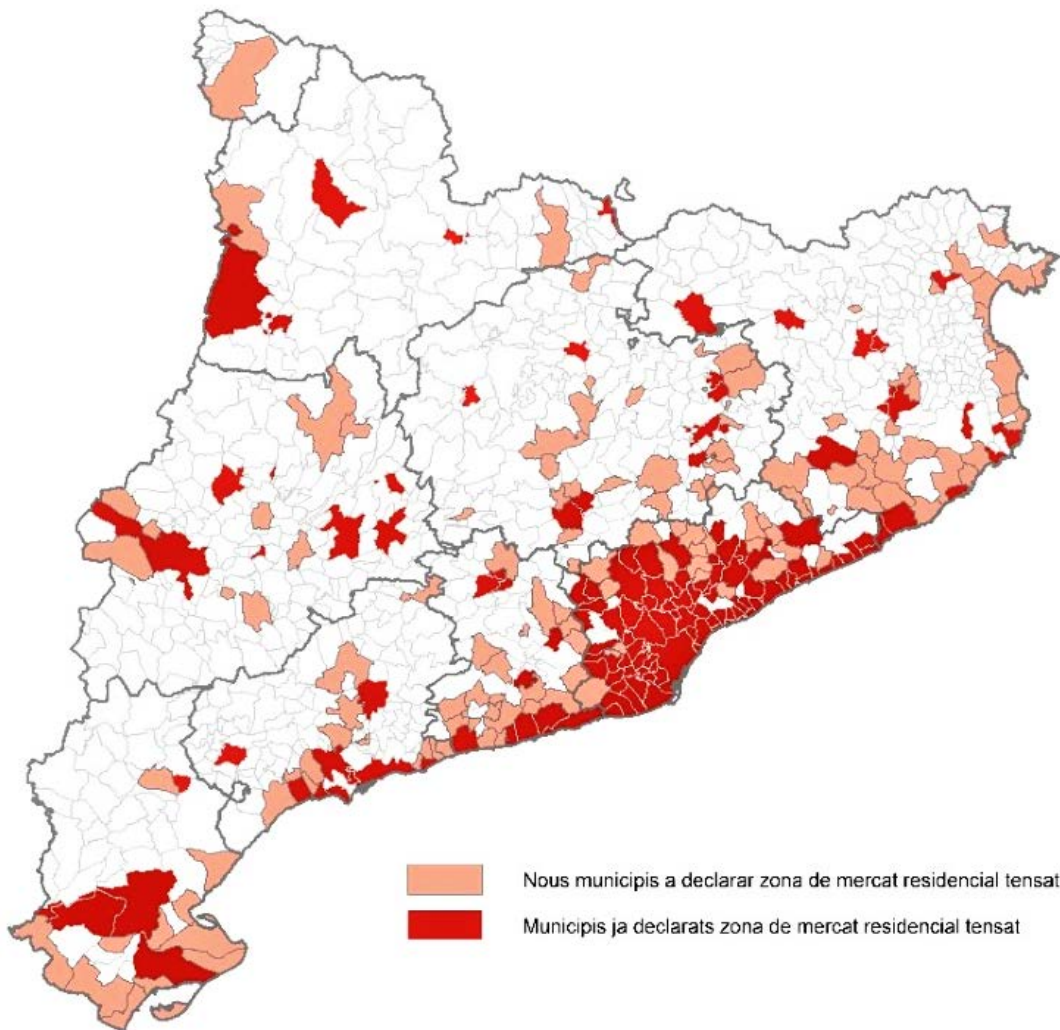 Nous municipis a declarar zona de mercat residencial tensat
Municipis ja declarats zona de mercat residencial tensat